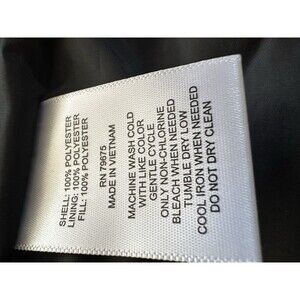 SHELL: 100% POLYESTER
LINING: 100% POLYESTER
FILL: 100% POLYESTER
RN 79675
MADE IN VIETNAM
MACHINE WASH COLD
WITH LIKE COLOR
GENTLE CYCLE
ONLY NON-CHLORINE
BLEACH WHEN NEEDED
TUMBLE DRY LOW
COOL IRON WHEN NEEDED
DO NOT DRY CLEAN